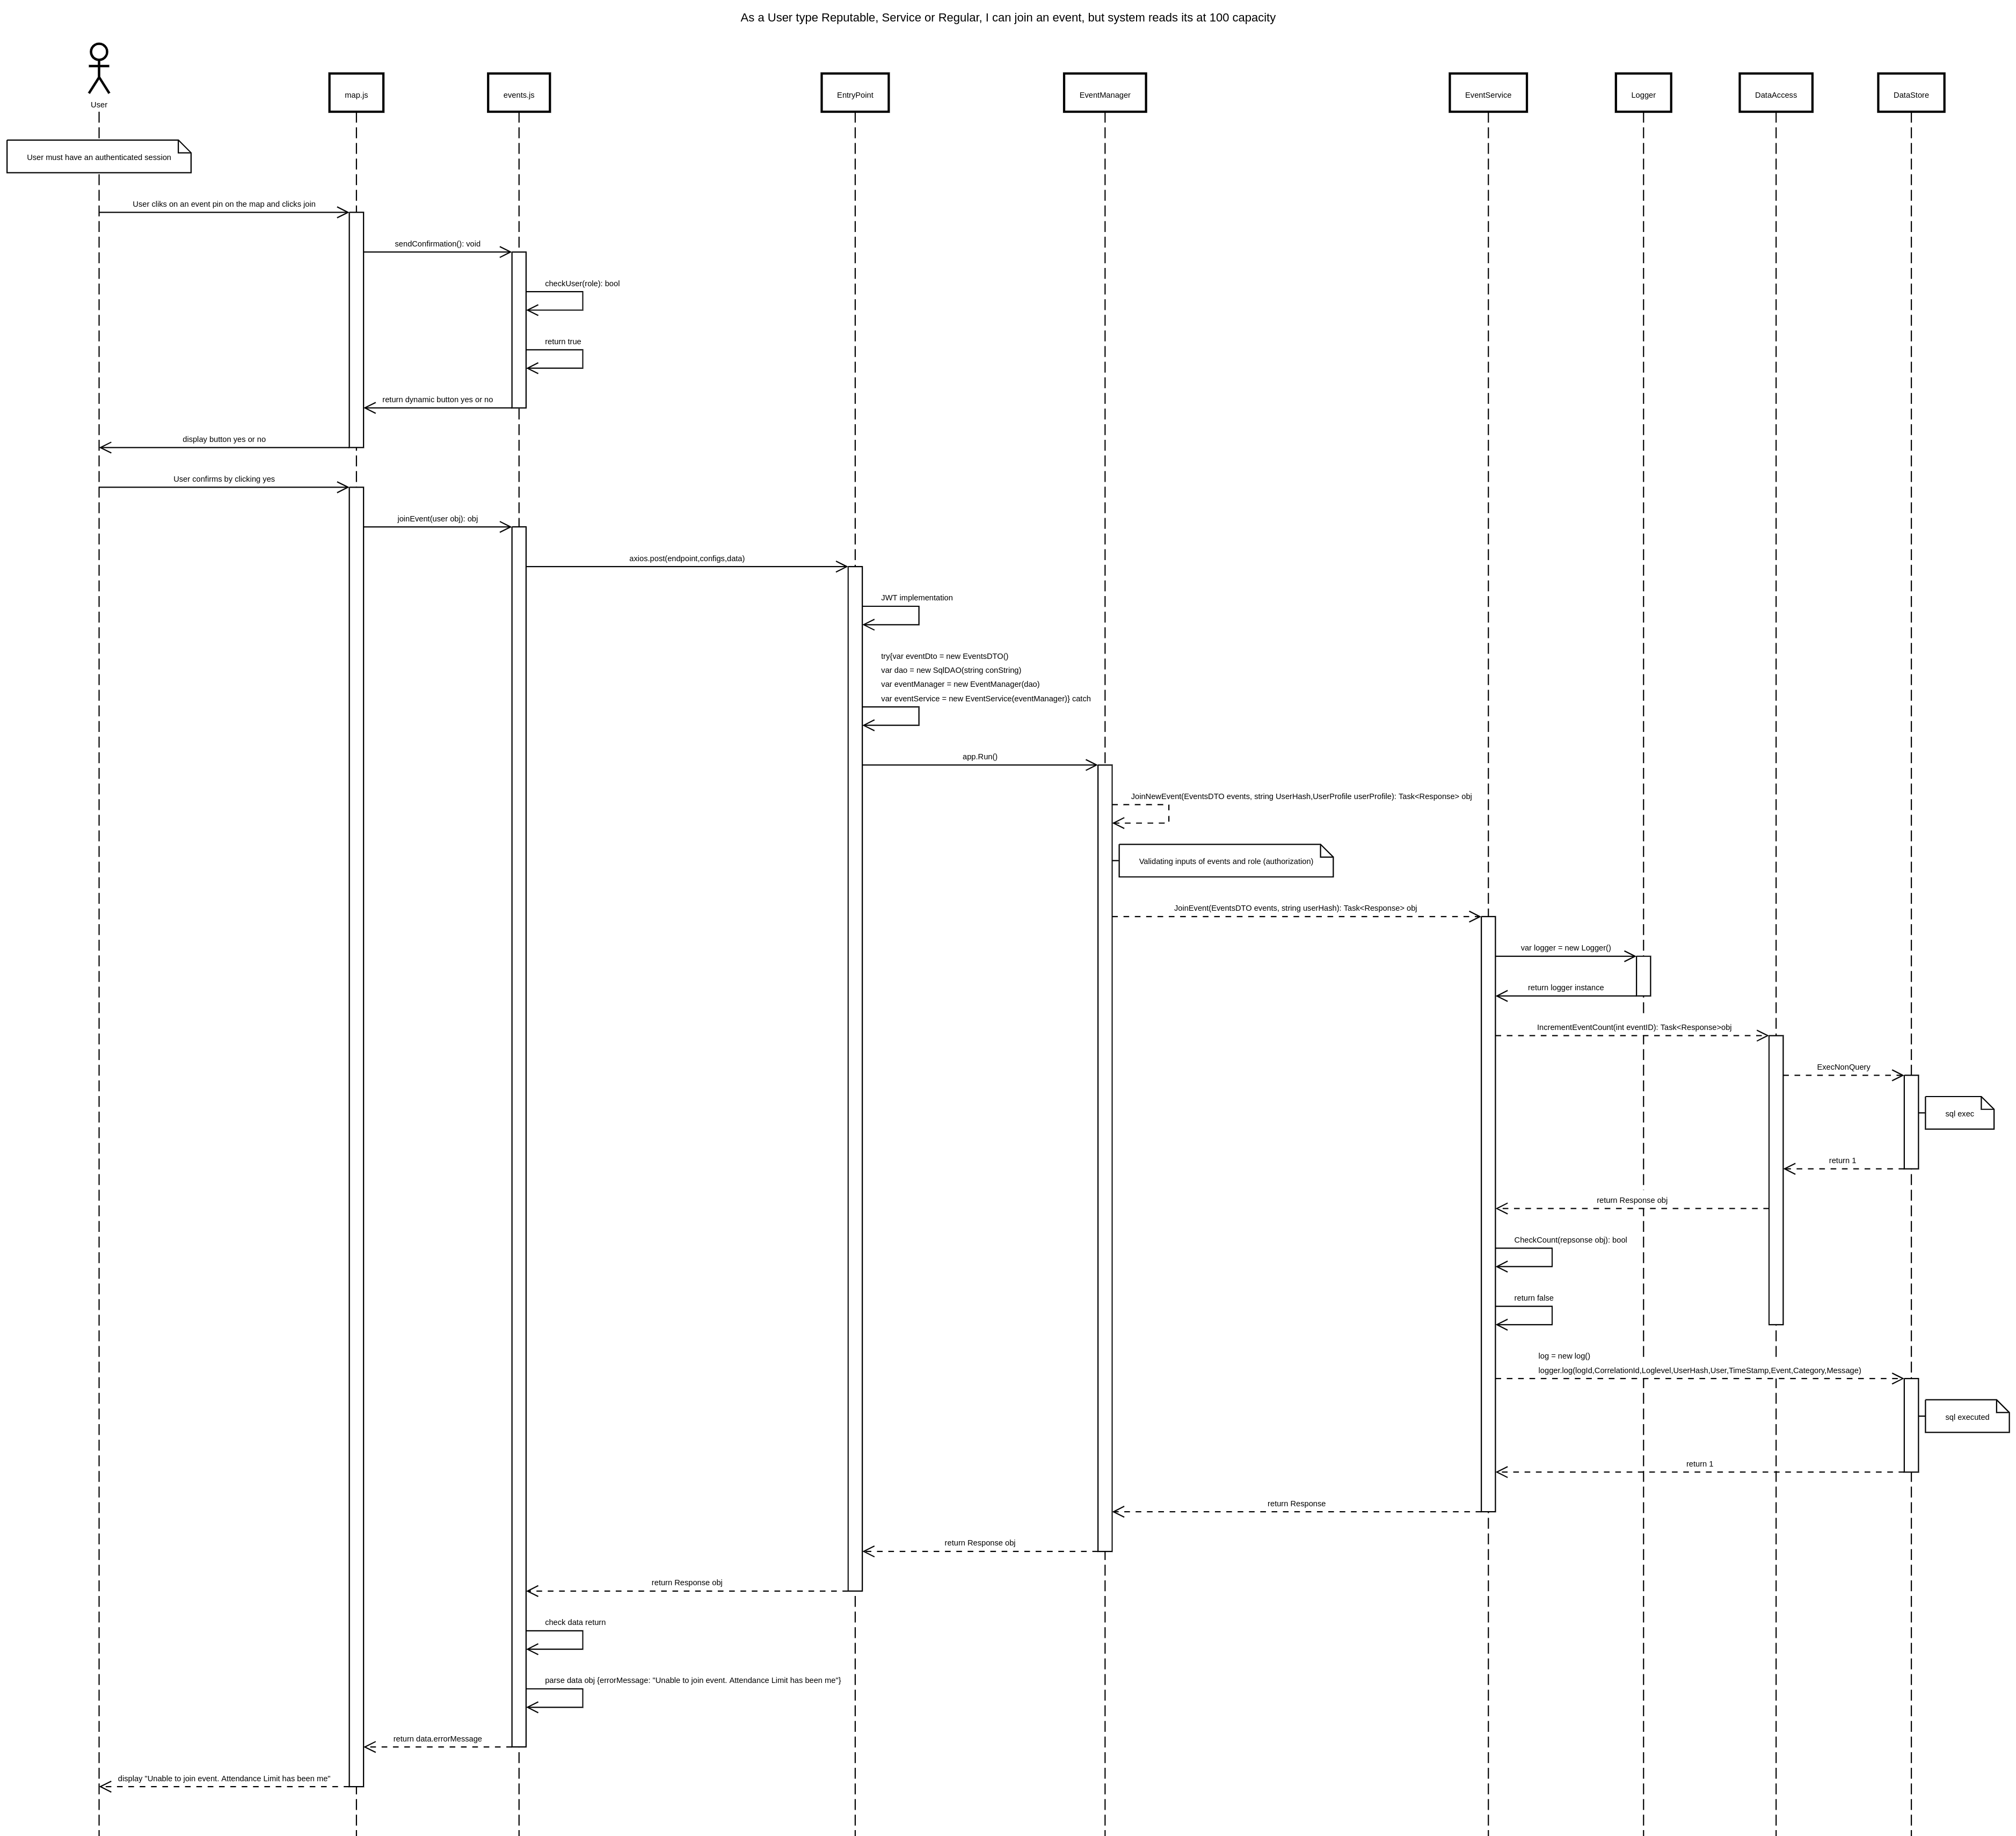 As a User type Reputable, Service or Regular, I can join an event, but system reads its at 100 capacity
User
map.js
events.js
EntryPoint
EventManager
EventService
Logger
DataAccess
DataStore
User must have an authenticated session
User cliks on an event pin on the map and clicks join
sendConfirmation(): void
checkUser(role): bool
return true
return dynamic button yes or no
display button yes or no
User confirms by clicking yes
joinEvent(user obj): obj
axios.post(endpoint,configs,data)
JWT implementation
try{var eventDto = new EventsDTO()
var dao = new SqlDAO(string conString)
var eventManager = new EventManager(dao)
var eventService = new EventService(eventManager)} catch
app.Run()
JoinNewEvent(EventsDTO events, string UserHash,UserProfile userProfile): Task<Response> obj
Validating inputs of events and role (authorization)
JoinEvent(EventsDTO events, string userHash): Task<Response> obj
var logger = new Logger()
return logger instance
IncrementEventCount(int eventID): Task<Response>obj
ExecNonQuery
sql exec
return 1
return Response obj
CheckCount(repsonse obj): bool
return false
log = new log()
logger.log(logId,CorrelationId,Loglevel,UserHash,User,TimeStamp,Event,Category,Message)
sql executed
return 1
return Response
return Response obj
return Response obj
check data return
parse data obj {errorMessage: "Unable to join event. Attendance Limit has been me"}
return data.errorMessage
display "Unable to join event. Attendance Limit has been me"